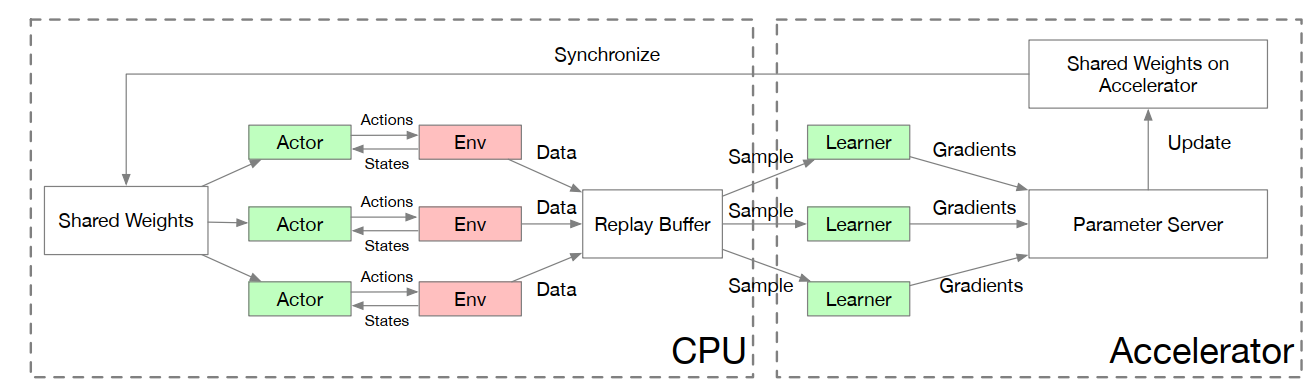 Synchronize
Shared Weights on
Accelerator
Actions
Actor
Env
States
Data
Sample
Learner
Gradients
Update
Shared Weights
Actions
Actor
Env
States
Data
Replay Buffer
Sample
Learner
Gradients
Parameter Server
Actions
Actor
Env
States
Data
Sample
Learner
Gradients
CPU
Accelerator